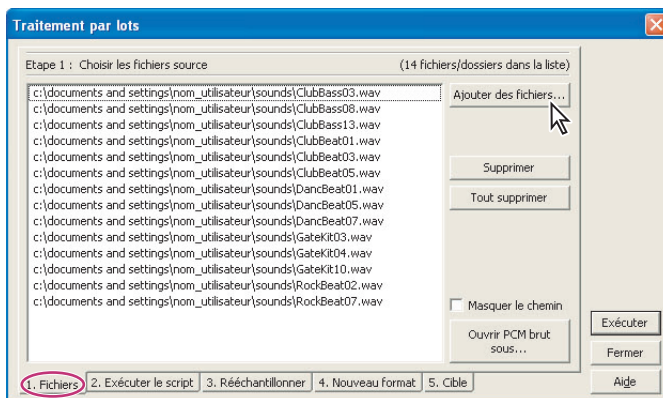 Traitement par lots
Etape 1 : Choisir les fichiers source (14 fichiers/dossiers dans la liste)
c:\documents and settings\nom_utilisateur\sounds\ClubBass03.wav
c:\documents and settings\nom_utilisateur\sounds\ClubBass08.wav
c:\documents and settings\nom_utilisateur\sounds\ClubBass13.wav
c:\documents and settings\nom_utilisateur\sounds\ClubBeat01.wav
c:\documents and settings\nom_utilisateur\sounds\ClubBeat03.wav
c:\documents and settings\nom_utilisateur\sounds\ClubBeat05.wav
c:\documents and settings\nom_utilisateur\sounds\DancBeat01.wav
c:\documents and settings\nom_utilisateur\sounds\DancBeat05.wav
c:\documents and settings\nom_utilisateur\sounds\DancBeat07.wav
c:\documents and settings\nom_utilisateur\sounds\GateKit03.wav
c:\documents and settings\nom_utilisateur\sounds\GateKit04.wav
c:\documents and settings\nom_utilisateur\sounds\GateKit10.wav
c:\documents and settings\nom_utilisateur\sounds\RockBeat02.wav
c:\documents and settings\nom_utilisateur\sounds\RockBeat07.wav
Ajouter des fichiers...
Supprimer
Tout supprimer
Masquer le chemin
Ouvrir PCM brut
sous...
Exécuter
Fermer
Aide
1. Fichiers 2. Exécuter le script 3. Rééchantillonner 4. Nouveau format 5. Cible